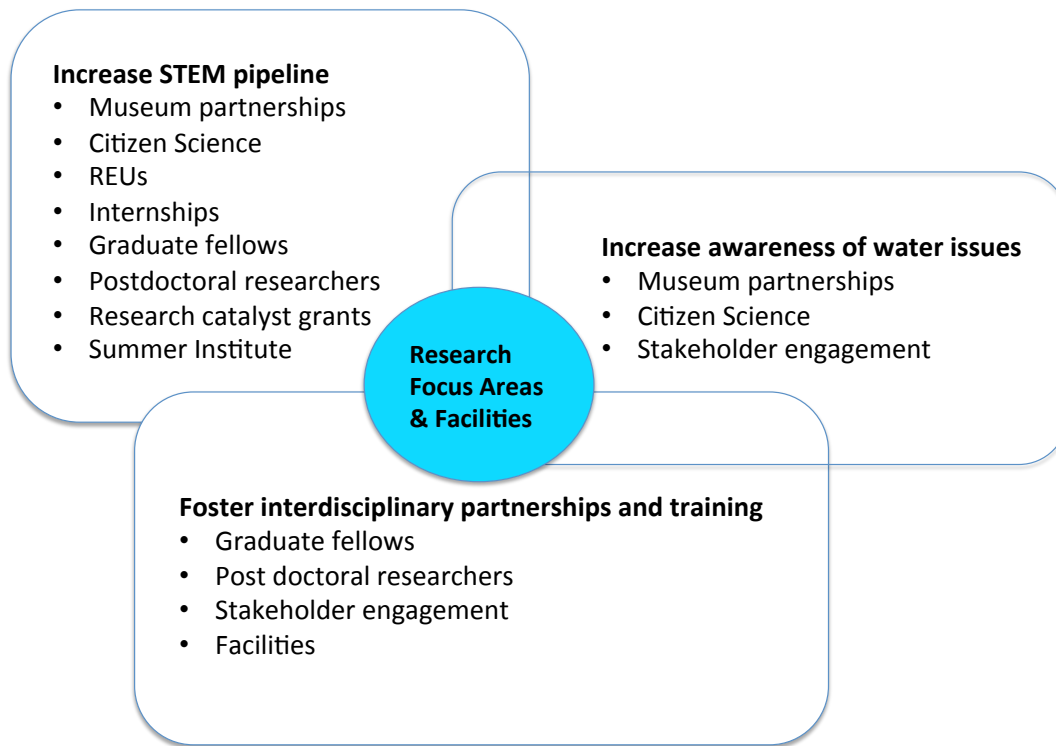 Increase STEM pipeline
• Museum partnerships
• Citizen Science
• REUs
• Internships
• Graduate fellows
• Postdoctoral researchers
• Research catalyst grants
• Summer Institute
Increase awareness of water issues
• Museum partnerships
• Citizen Science
• Stakeholder engagement
Research
Focus Areas
& Facilities
Foster interdisciplinary partnerships and training
• Graduate fellows
• Post doctoral researchers
• Stakeholder engagement
• Facilities